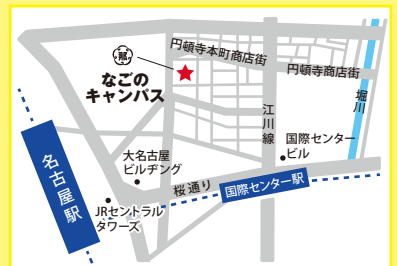 円頓寺本町商店街
円頓寺商店街
なごの
キャンパス
堀川
江川線
国際センター
ビル
大名古屋
ビルヂング
名古屋駅
桜通り
国際センター駅
JRセントラル
タワーズ